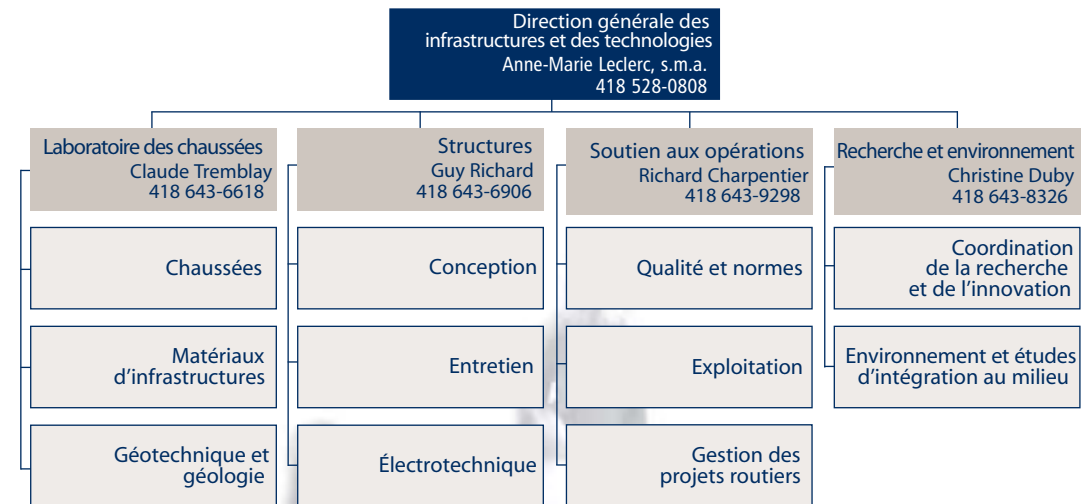 Direction générale des
infrastructures et des technologies
Anne-Marie Leclerc, s.m.a.
418 528-0808
Laboratoire des chaussées
Claude Tremblay
418 643-6618
Structures
Guy Richard
418 643-6906
Soutien aux opérations
Richard Charpentier
418 643-9298
Recherche et environnement
Christine Duby
418 643-8326
Chaussées
Conception
Qualité et normes
Coordination
de la recherche
et de l'innovation
Matériaux
d'infrastructures
Entretien
Exploitation
Environnement et études
d'intégration au milieu
Géotechnique et
géologie
Électrotechnique
Gestion des
projets routiers